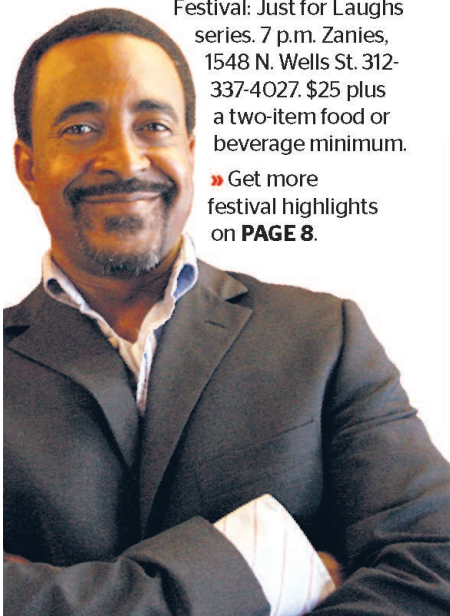 Festival: Just for Laughs
series. 7 p.m. Zanies,
1548 N. Wells St. 312-
337-4027. $25 plus
a two-item food or
beverage minimum.
» Get more
festival highlights
on PAGE 8.